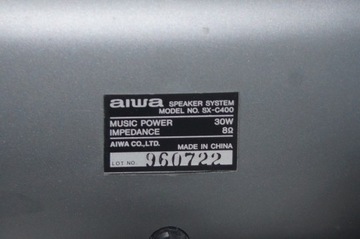 aiwa SPEAKER SYSTEM
MODEL NO. SX-C400
MUSIC POWER 30W
IMPEDANCE 8Ω
AIWA CO.,LTD. MADE IN CHINA
LOT-NO. 960722